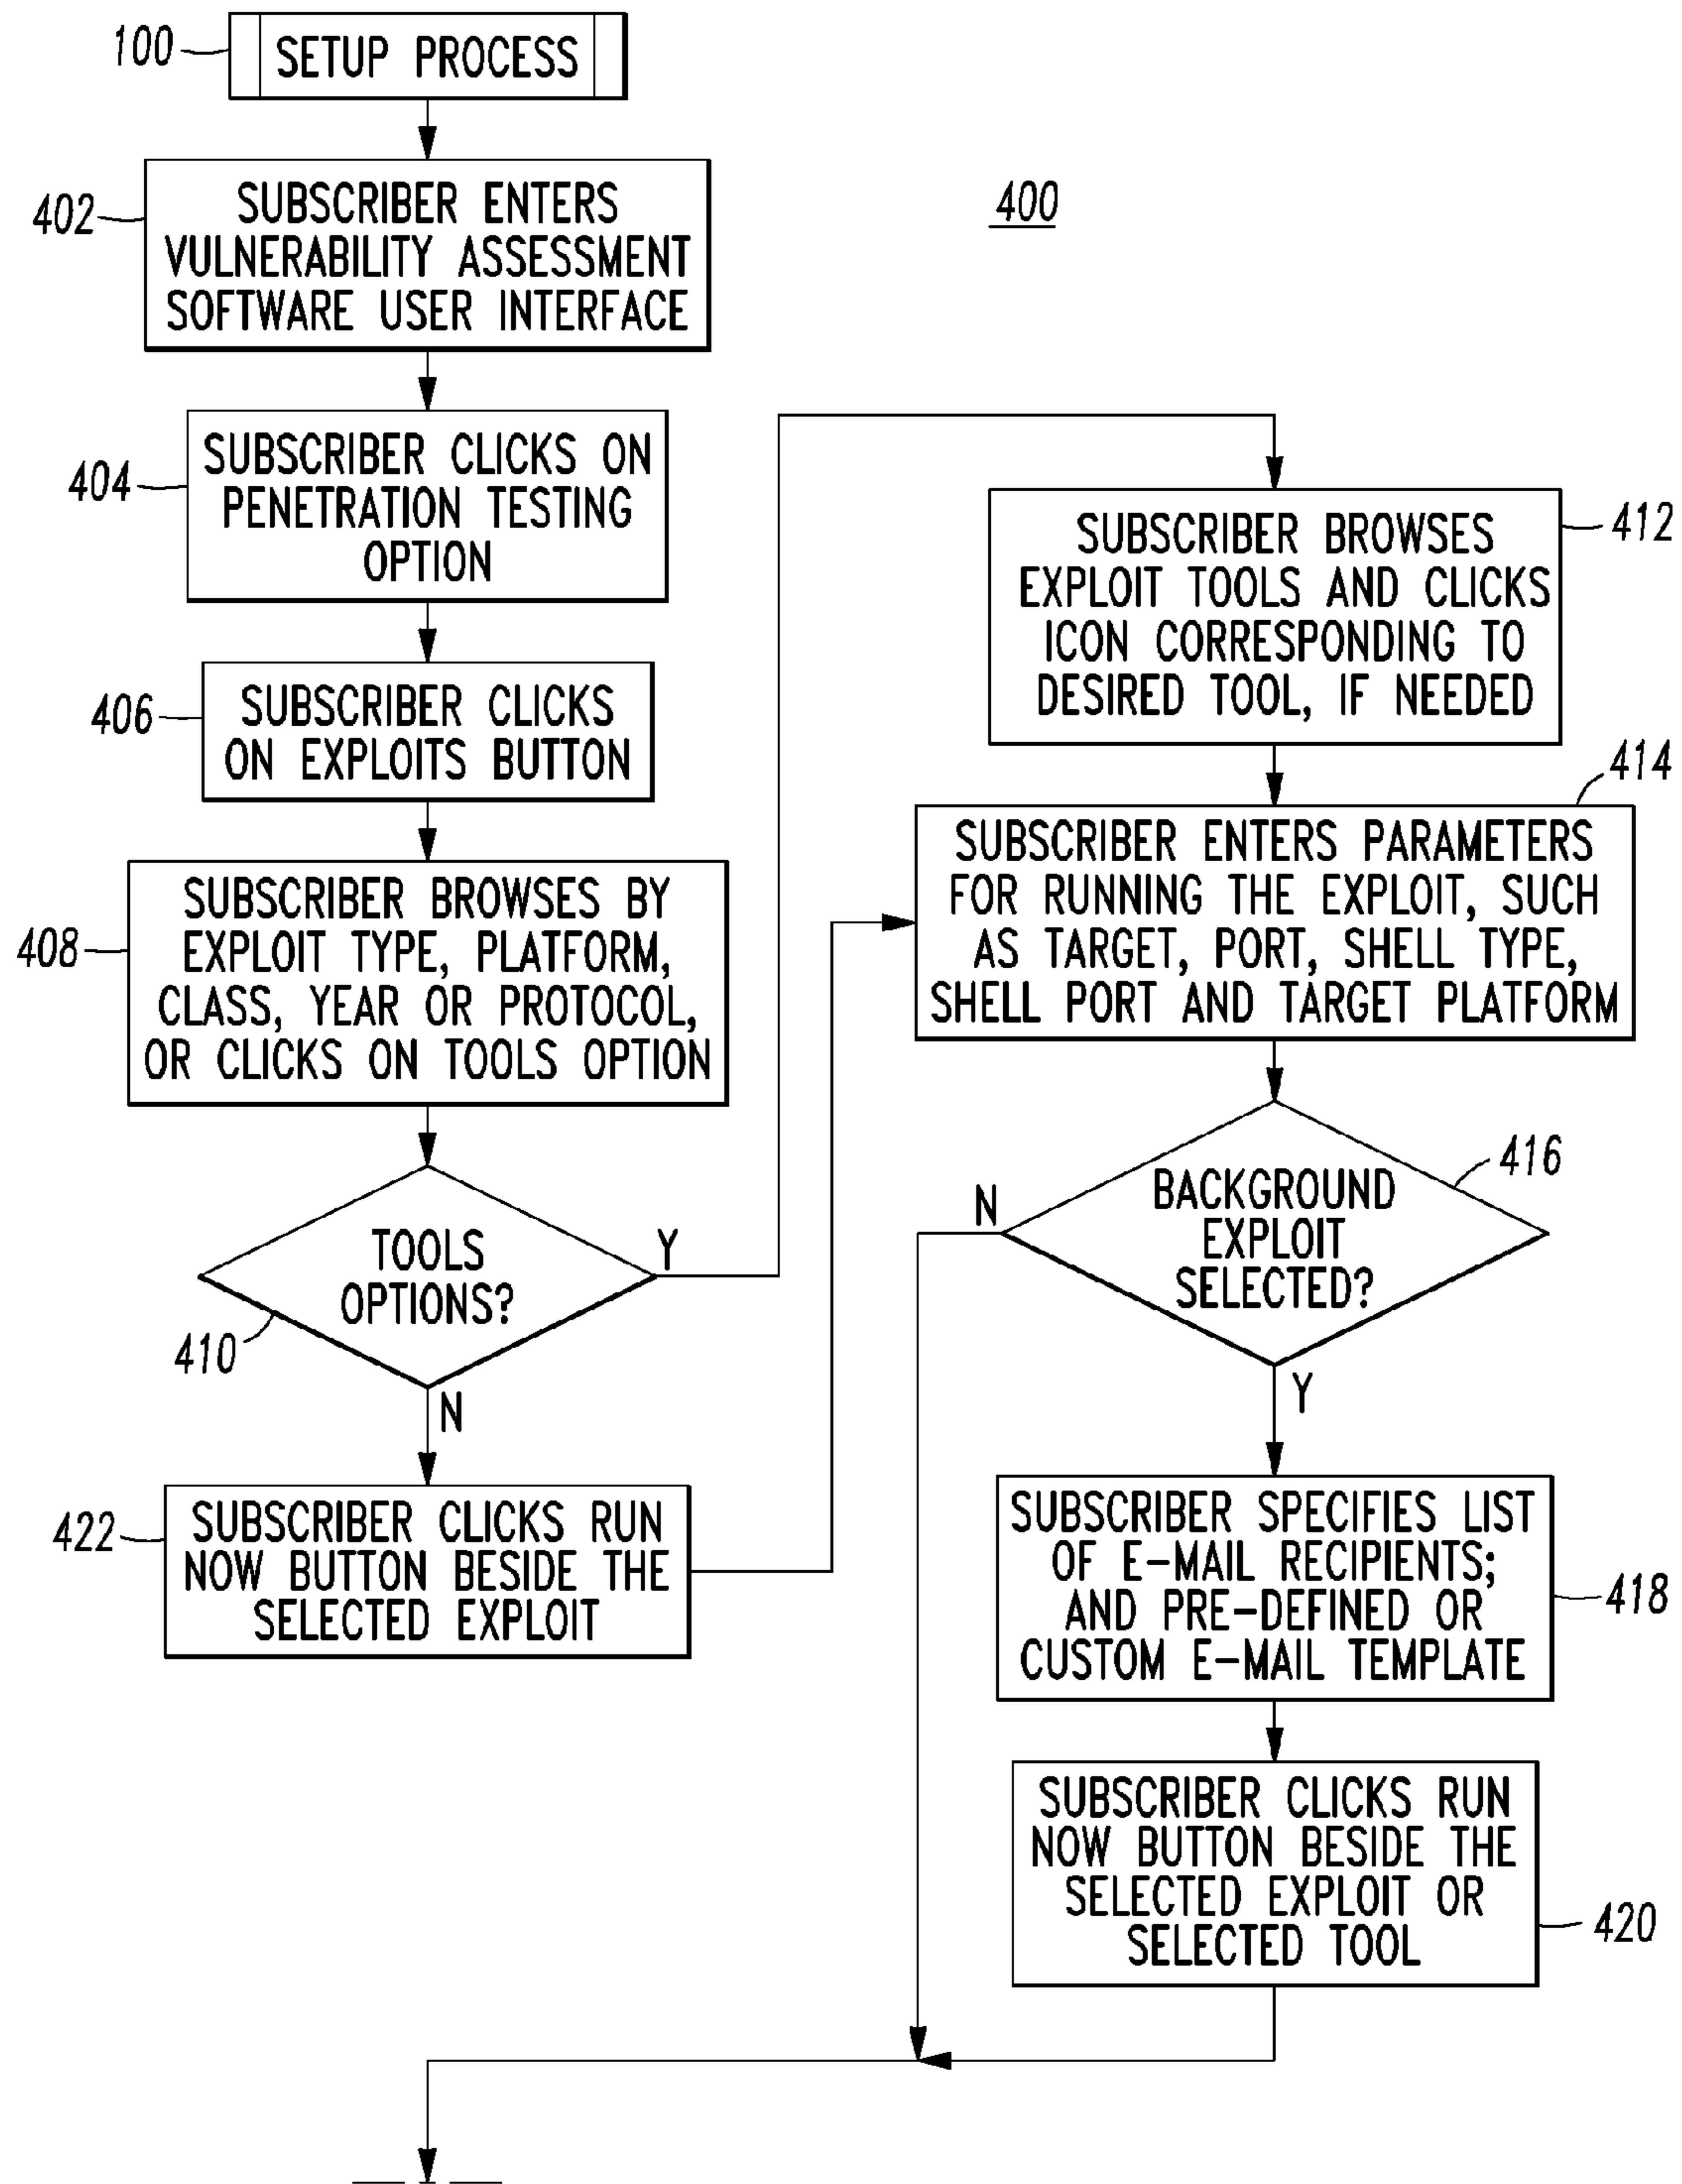 100
SETUP PROCESS
402
SUBSCRIBER ENTERS
VULNERABILITY ASSESSMENT
SOFTWARE USER INTERFACE
400
404
SUBSCRIBER CLICKS ON
PENETRATION TESTING
OPTION
406
SUBSCRIBER CLICKS
ON EXPLOITS BUTTON
408
SUBSCRIBER BROWSES BY
EXPLOIT TYPE, PLATFORM,
CLASS, YEAR OR PROTOCOL,
OR CLICKS ON TOOLS OPTION
TOOLS
OPTIONS?
410
Y
N
422
SUBSCRIBER CLICKS RUN
NOW BUTTON BESIDE THE
SELECTED EXPLOIT
SUBSCRIBER BROWSES
EXPLOIT TOOLS AND CLICKS
ICON CORRESPONDING TO
DESIRED TOOL, IF NEEDED
412
414
SUBSCRIBER ENTERS PARAMETERS
FOR RUNNING THE EXPLOIT, SUCH
AS TARGET, PORT, SHELL TYPE,
SHELL PORT AND TARGET PLATFORM
416
N
BACKGROUND
EXPLOIT
SELECTED?
Y
SUBSCRIBER SPECIFIES LIST
OF E-MAIL RECIPIENTS;
AND PRE-DEFINED OR
CUSTOM E-MAIL TEMPLATE
418
SUBSCRIBER CLICKS RUN
NOW BUTTON BESIDE THE
SELECTED EXPLOIT OR
SELECTED TOOL
420